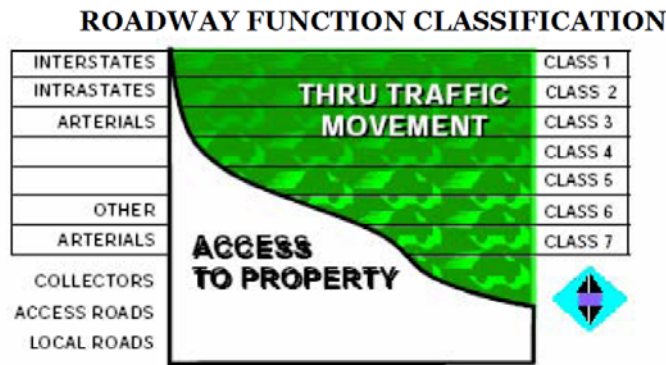 ROADWAY FUNCTION CLASSIFICATION
INTERSTATES
CLASS 1
INTRASTATES
THRU TRAFFIC
CLASS 2
ARTERIALS
MOVEMENT
CLASS 3
CLASS 4
CLASS 5
OTHER
CLASS 6
ARTERIALS
ACCESS
CLASS 7
COLLECTORS
TO PROPERTY
ACCESS ROADS
LOCAL ROADS